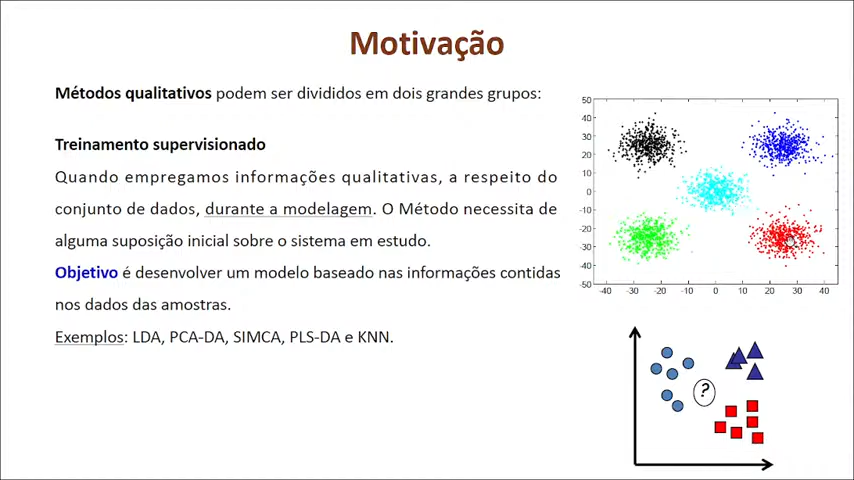 Motivação
Métodos qualitativos podem ser divididos em dois grandes grupos:
Treinamento supervisionado
Quando empregamos informações qualitativas, a respeito do
conjunto de dados, durante a modelagem. O Método necessita de
alguma suposição inicial sobre o sistema em estudo.
Objetivo é desenvolver um modelo baseado nas informações contidas
nos dados das amostras.
Exemplos: LDA, PCA-DA, SIMCA, PLS-DA e KNN.
50
40
30
20
10
0
-10
-20
-30
-40
-50
-40 -30 -20 -10 0 10 20 30 40
?